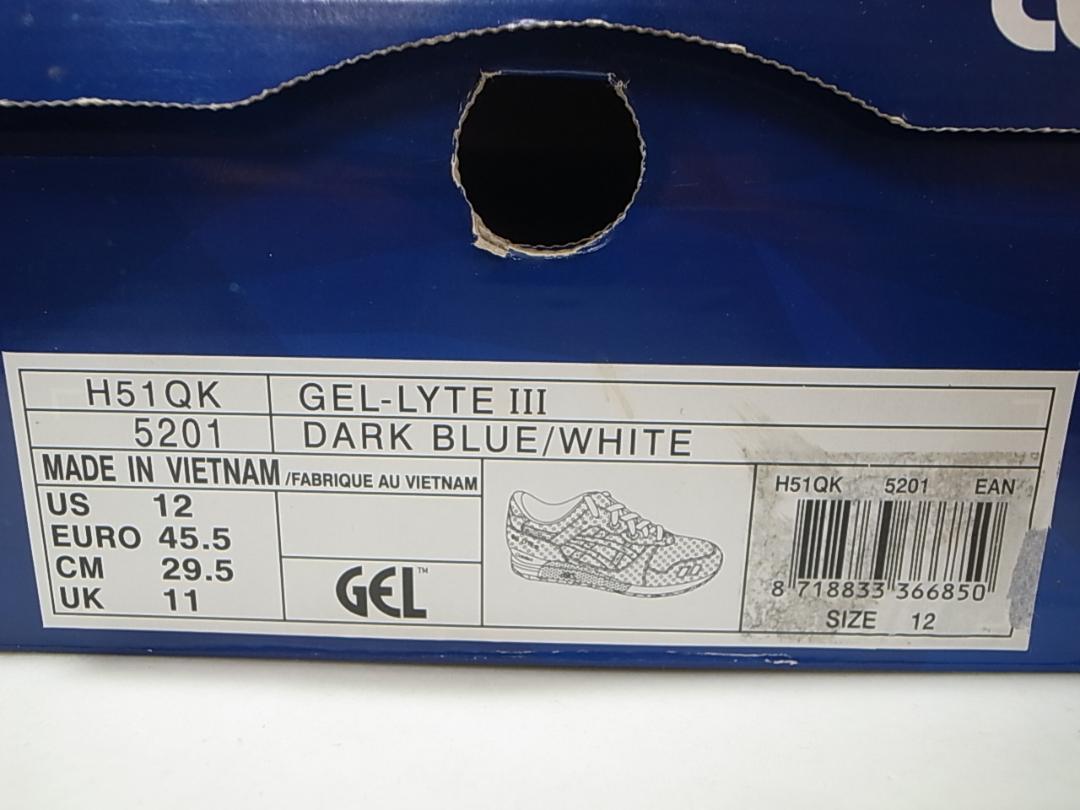 H51QK GEL-LYTE III
5201 DARK BLUE/WHITE
MADE IN VIETNAM /FABRIQUE AU VIETNAM
US 12
EURO 45.5
CM 29.5
UK 11
GEL™
H51QK 5201 EAN
8 718833 366850
SIZE 12